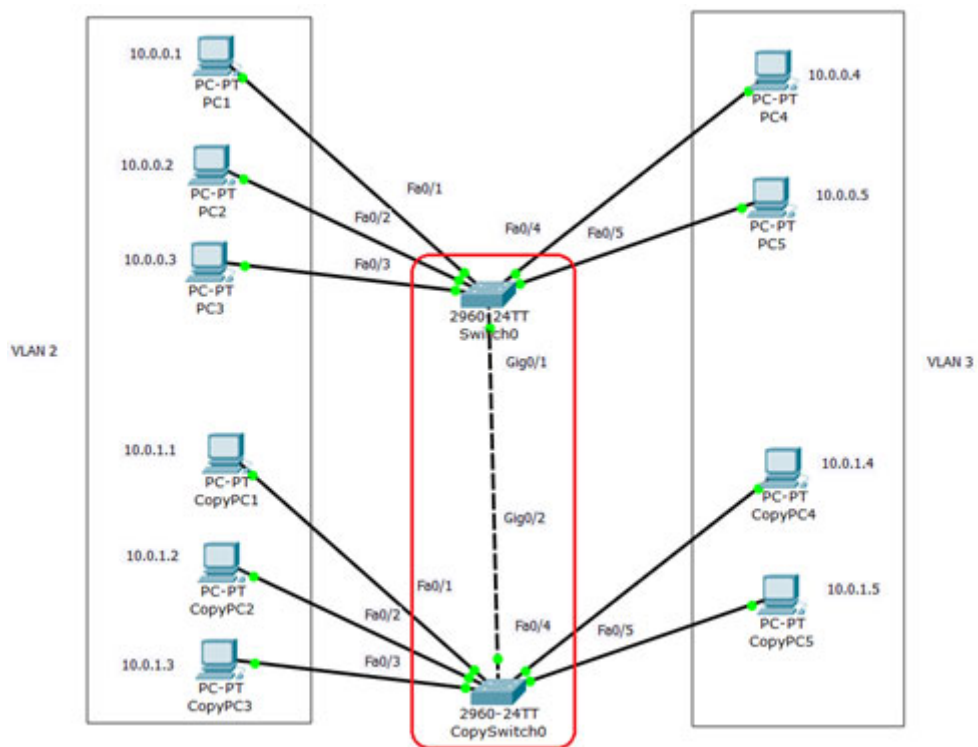 10.0.0.1
PC-PT
PC1
10.0.0.2
PC-PT
PC2
10.0.0.3
PC-PT
PC3
10.0.0.4
PC-PT
PC4
10.0.0.5
PC-PT
PC5
Fa0/1
Fa0/2
Fa0/3
Fa0/4
Fa0/5
2960-24TT
Switch0
VLAN 2
VLAN 3
Gig0/1
Gig0/2
10.0.1.1
PC-PT
CopyPC1
10.0.1.2
PC-PT
CopyPC2
10.0.1.3
PC-PT
CopyPC3
10.0.1.4
PC-PT
CopyPC4
10.0.1.5
PC-PT
CopyPC5
Fa0/1
Fa0/2
Fa0/3
Fa0/4
Fa0/5
2960-24TT
CopySwitch0